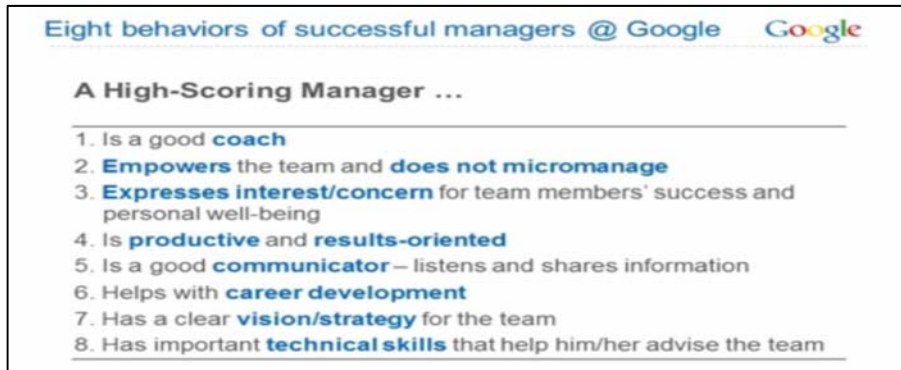 Eight behaviors of successful managers @ Google Google
A High-Scoring Manager ...
1. Is a good coach
2. Empowers the team and does not micromanage
3. Expresses interest/concern for team members' success and
personal well-being
4. Is productive and results-oriented
5. Is a good communicator – listens and shares information
6. Helps with career development
7. Has a clear vision/strategy for the team
8. Has important technical skills that help him/her advise the team